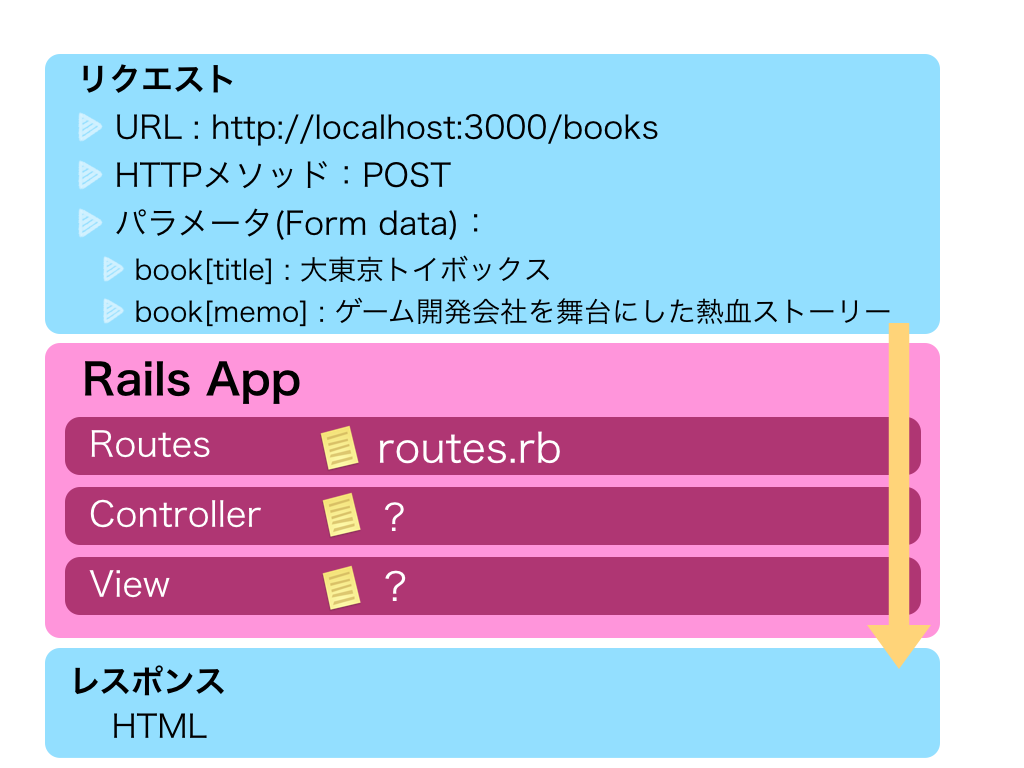 リクエスト
URL : http://localhost:3000/books
HTTPメソッド：POST
パラメータ(Form data)：
book[title] : 大東京トイボックス
book[memo] : ゲーム開発会社を舞台にした熱血ストーリー
Rails App
Routes routes.rb
Controller ?
View ?
レスポンス
HTML